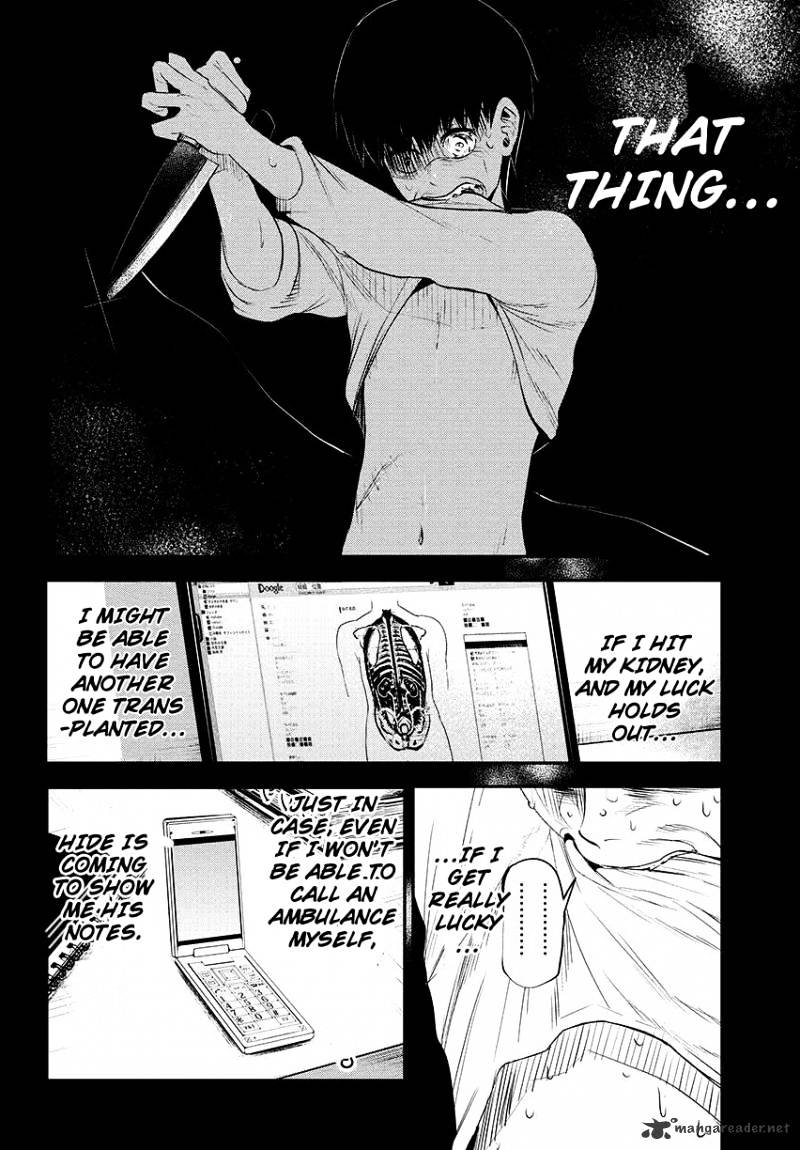 THAT
THING...
IF I HIT
MY KIDNEY,
AND MY LUCK
HOLDS
OUT...
Doogle
I MIGHT
BE ABLE
TO HAVE
ANOTHER
ONE TRANS
-PLANTED...
...IF I
GET
REALLY
LUCKY
...
JUST IN
CASE, EVEN
IF I WON'T
BE ABLE TO
CALL AN
AMBULANCE
MYSELF,
HIDE IS
COMING
TO SHOW
ME HIS
NOTES.
mangareader.net